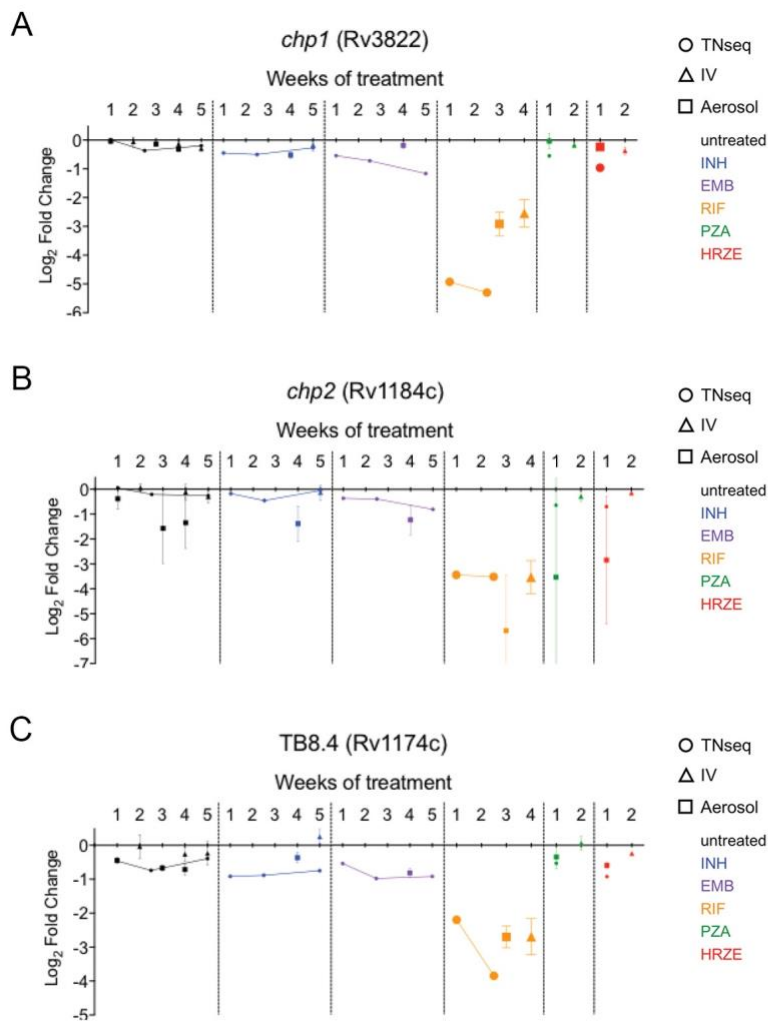 A
chp1 (Rv3822)
Weeks of treatment
1 2 3 4 5 1 2 3 4 5 1 2 3 4 5 1 2 3 4 1 2 1 2
0
-1
-2
-3
-4
-5
-6
Log2 Fold Change
TNseq
IV
Aerosol
untreated
INH
EMB
RIF
PZA
HRZE
B
chp2 (Rv1184c)
Weeks of treatment
1 2 3 4 5 1 2 3 4 5 1 2 3 4 5 1 2 3 4 1 2 1 2
0
-1
-2
-3
-4
-5
-6
-7
Log2 Fold Change
TNseq
IV
Aerosol
untreated
INH
EMB
RIF
PZA
HRZE
C
TB8.4 (Rv1174c)
Weeks of treatment
1 2 3 4 5 1 2 3 4 5 1 2 3 4 5 1 2 3 4 1 2 1 2
0
-1
-2
-3
-4
-5
Log2 Fold Change
TNseq
IV
Aerosol
untreated
INH
EMB
RIF
PZA
HRZE